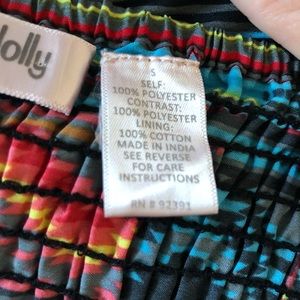 dolly
S
SELF:
100% POLYESTER
CONTRAST:
100% POLYESTER
LINING:
100% COTTON
MADE IN INDIA
SEE REVERSE
FOR CARE
INSTRUCTIONS
RN # 92391